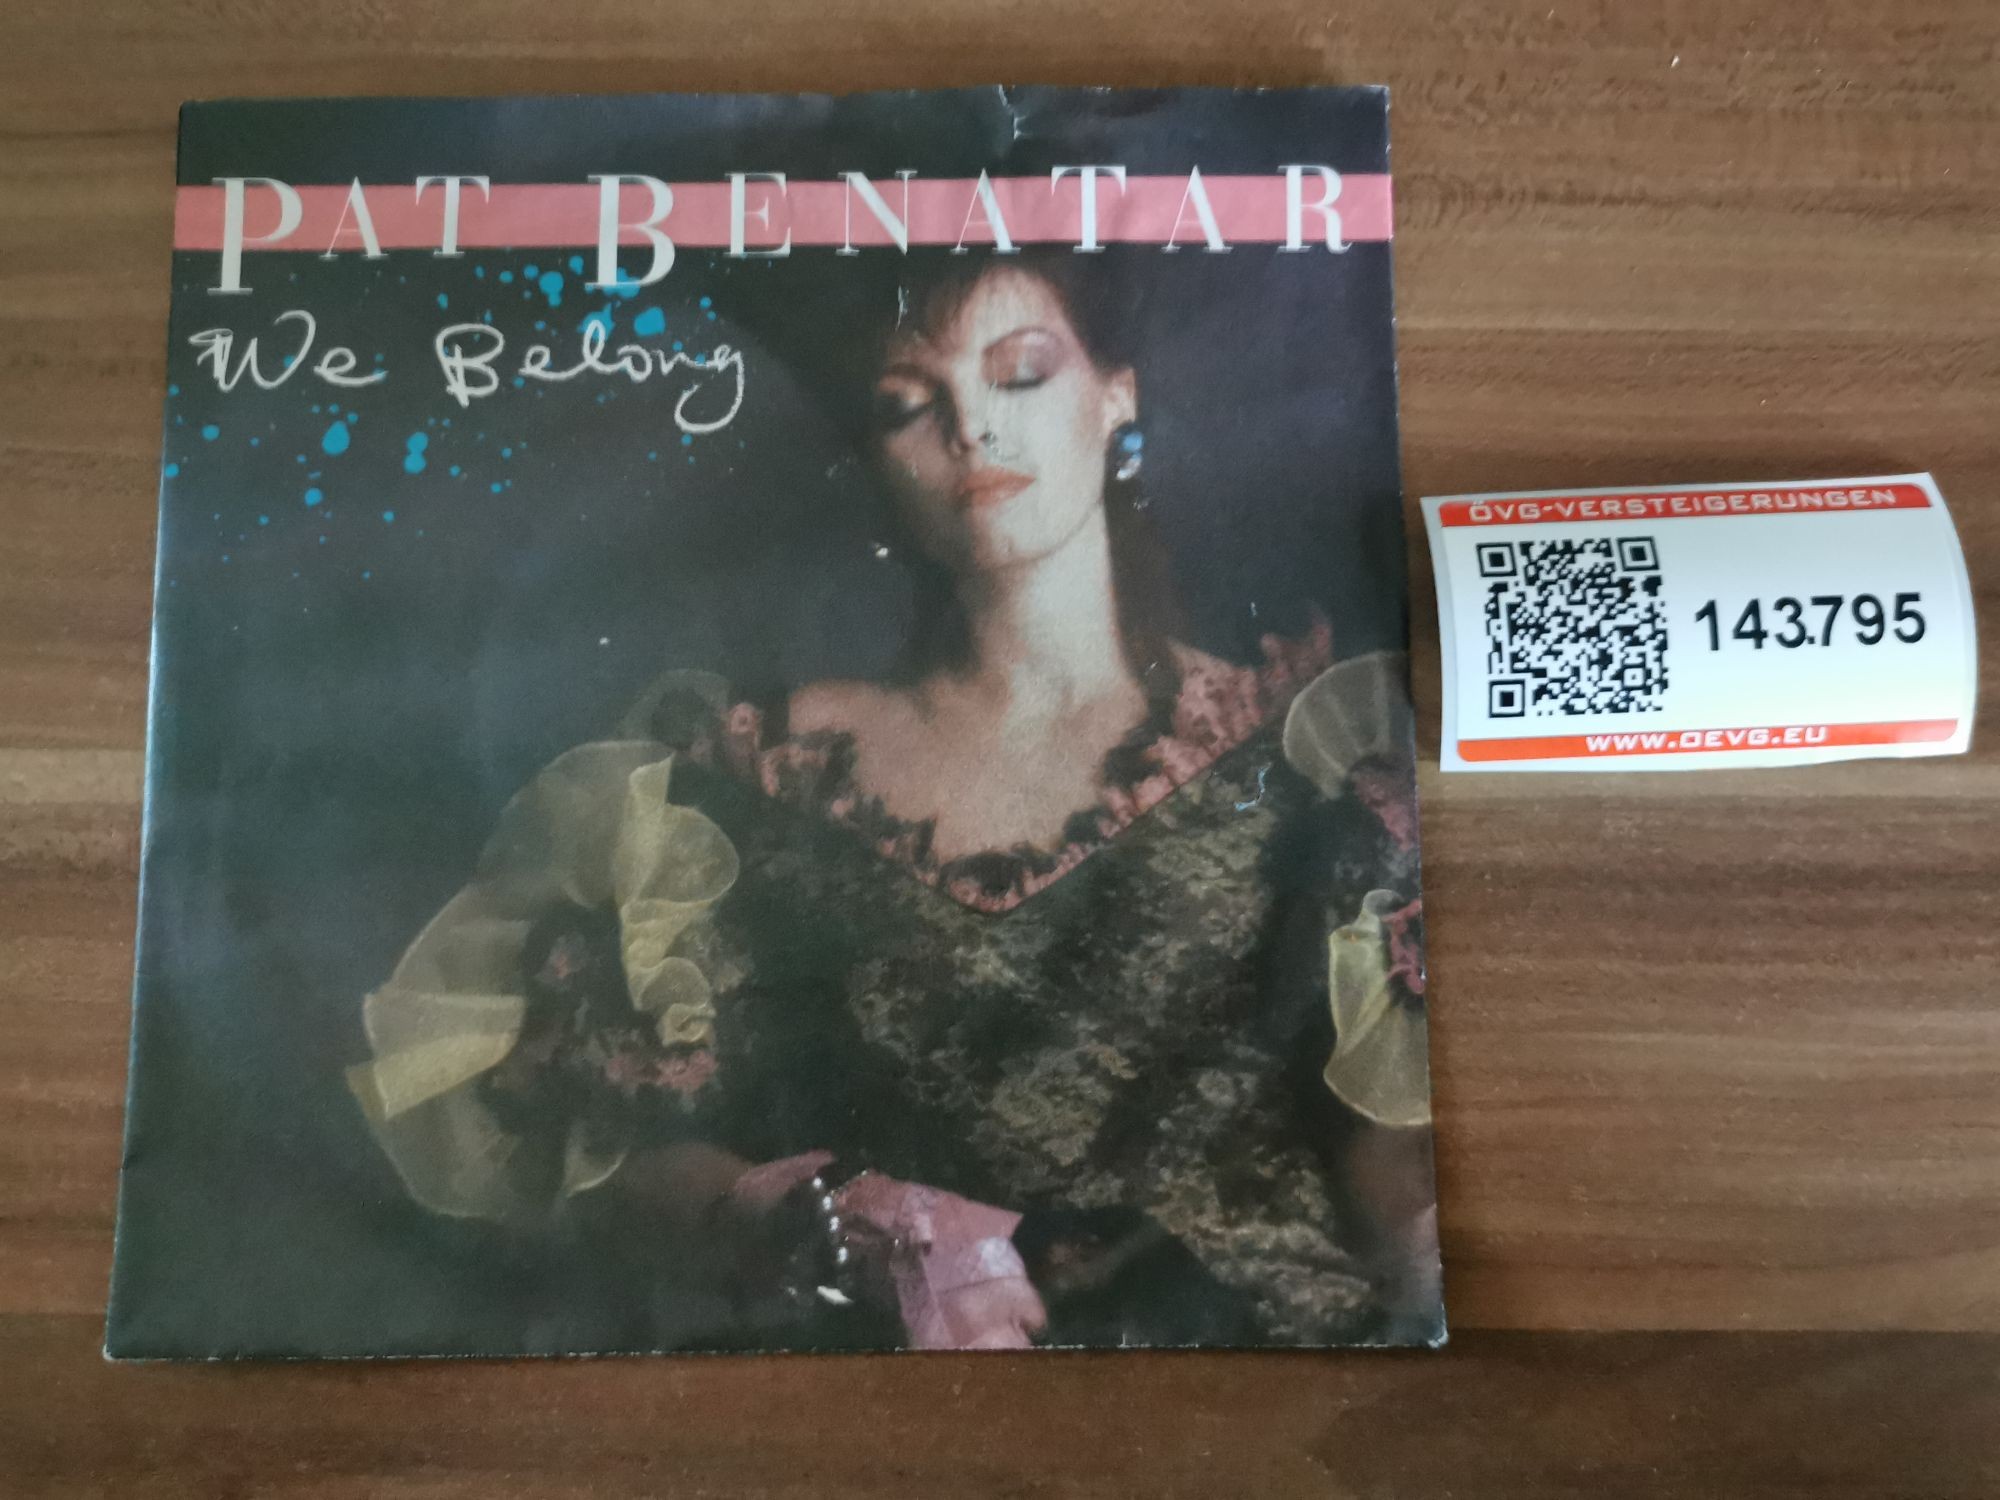 PAT BENATAR
We Belong
ÖVG-VERSTEIGERUNGEN
143.795
WWW.OEVG.EU